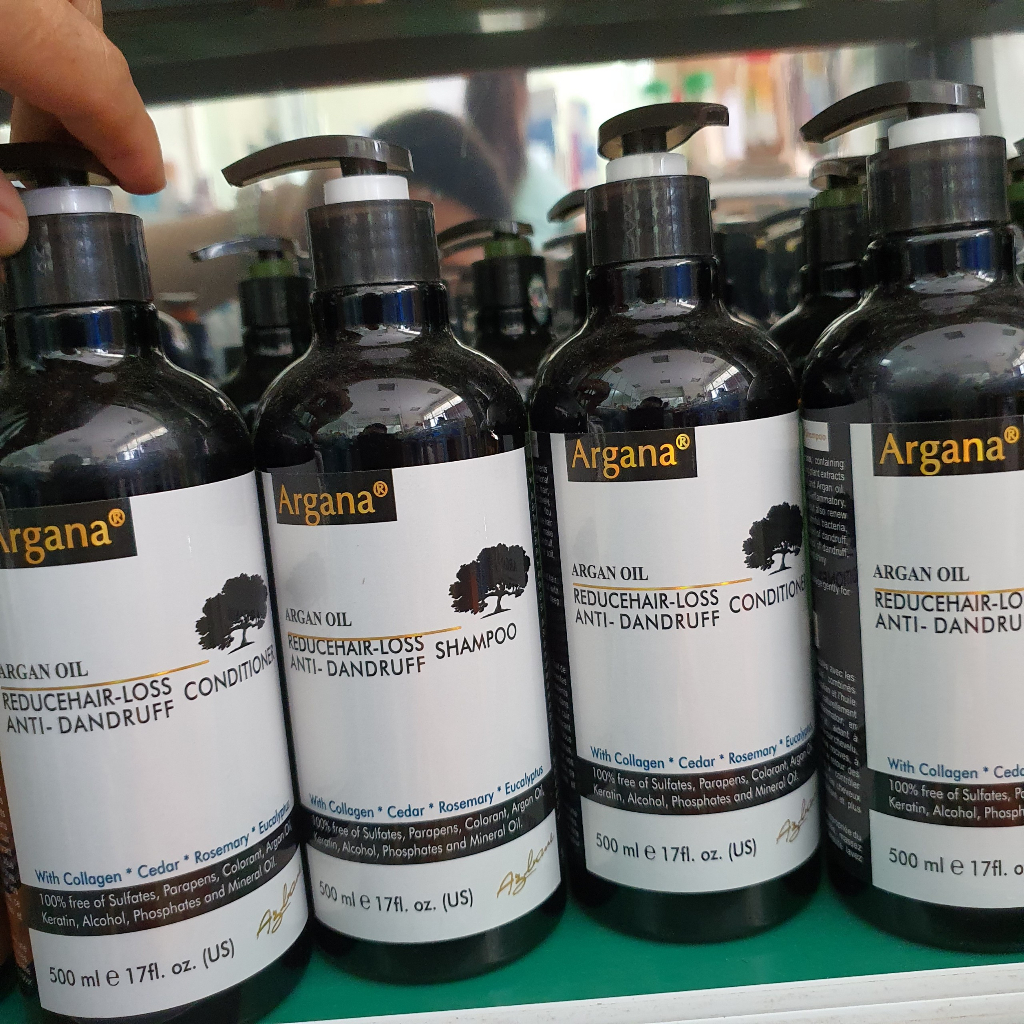 Argana®
ARGAN OIL
REDUCEHAIR-LOSS
ANTI- DANDRUFF
CONDITIONER
With Collagen * Cedar * Rosemary * Eucalyptus
100% free of Sulfates, Parapens, Colorant, Argan Oil,
Keratin, Alcohol, Phosphates and Mineral Oil.
500 ml e 17fl. oz. (US)
Argana®
ARGAN OIL
REDUCEHAIR-LOSS
ANTI- DANDRUFF
SHAMPOO
With Collagen * Cedar * Rosemary * Eucalyptus
100% free of Sulfates, Parapens, Colorant, Argan Oil,
Keratin, Alcohol, Phosphates and Mineral Oil.
500 ml e 17fl. oz. (US)
Argana®
ARGAN OIL
REDUCEHAIR-LOSS
ANTI- DANDRUFF
CONDITIONER
With Collagen * Cedar * Rosemary * Eucalyptus
100% free of Sulfates, Parapens, Colorant, Argan Oil,
Keratin, Alcohol, Phosphates and Mineral Oil.
500 ml e 17fl. oz. (US)
Argana®
ARGAN OIL
REDUCEHAIR-LO
ANTI- DANDRU
With Collagen * Ceda
100% free of Sulfates, Pa
Keratin, Alcohol, Phosph
500 ml e 17fl. o